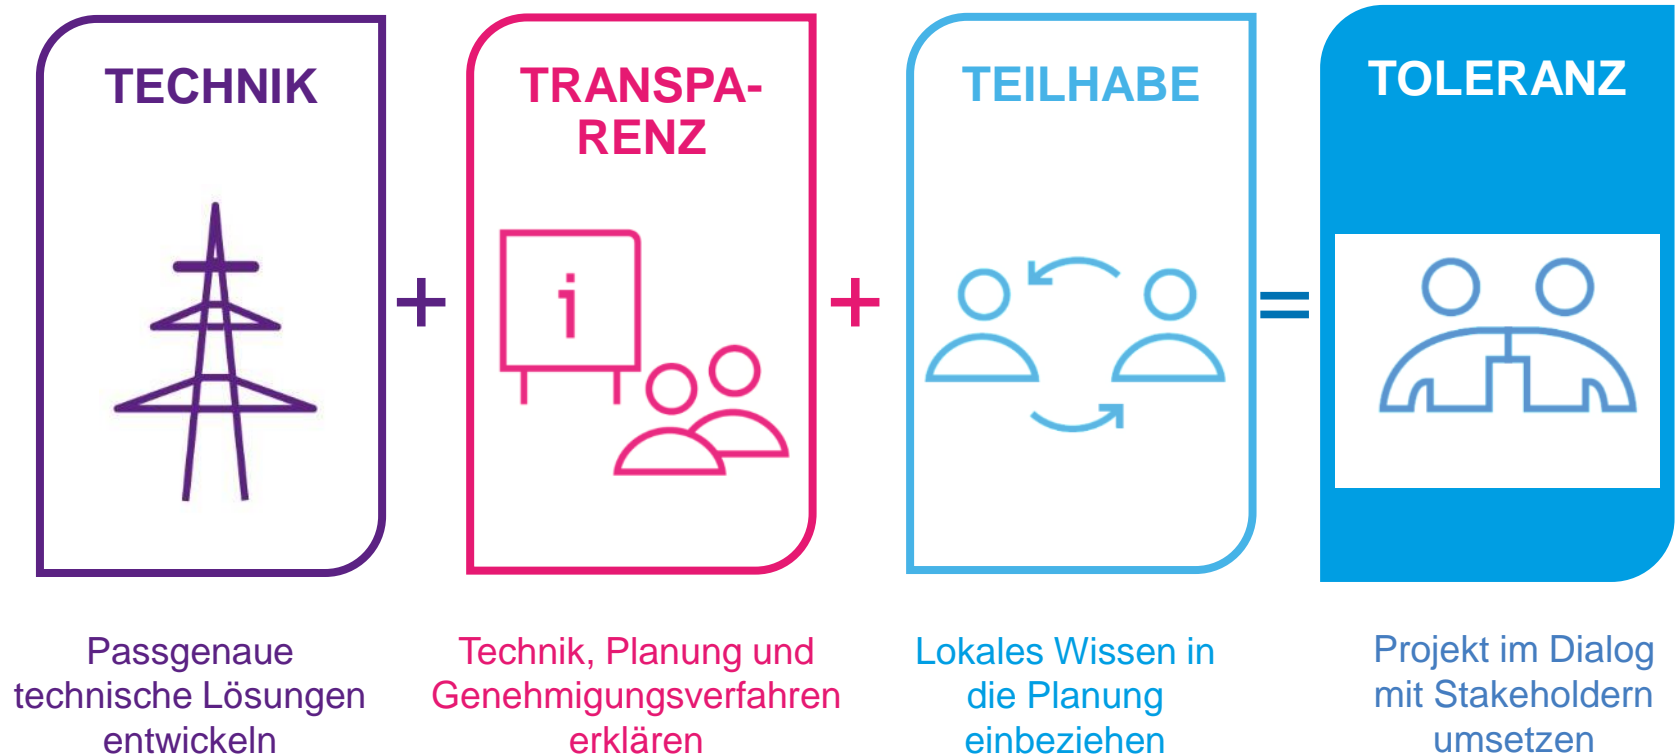 TECHNIK
TRANSPA-
RENZ
TEILHABE
TOLERANZ
i
+
+
=
Passgenaue
technische Lösungen
entwickeln
Technik, Planung und
Genehmigungsverfahren
erklären
Lokales Wissen in
die Planung
einbeziehen
Projekt im Dialog
mit Stakeholdern
umsetzen